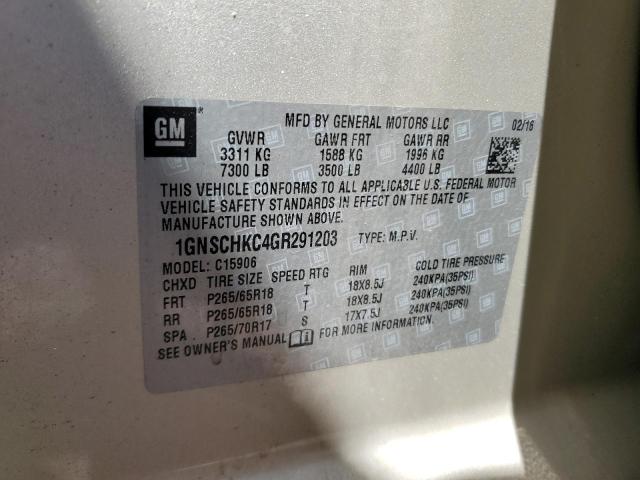 GM
MFD BY GENERAL MOTORS LLC 02/16
GVWR GAWR FRT GAWR RR
3311 KG 1588 KG 1996 KG
7300 LB 3500 LB 4400 LB
THIS VEHICLE CONFORMS TO ALL APPLICABLE U.S. FEDERAL MOTOR
VEHICLE SAFETY STANDARDS IN EFFECT ON THE DATE OF
MANUFACTURE SHOWN ABOVE.
1GNSCHKC4GR291203 TYPE: M.P.V.
MODEL: C15906
CHXD TIRE SIZE SPEED RTG RIM COLD TIRE PRESSURE
FRT P265/65R18 T 18X8.5J 240KPA(35PSI)
RR P265/65R18 T 18X8.5J 240KPA(35PSI)
SPA P265/70R17 S 17X7.5J 240KPA(35PSI)
SEE OWNER'S MANUAL FOR MORE INFORMATION.